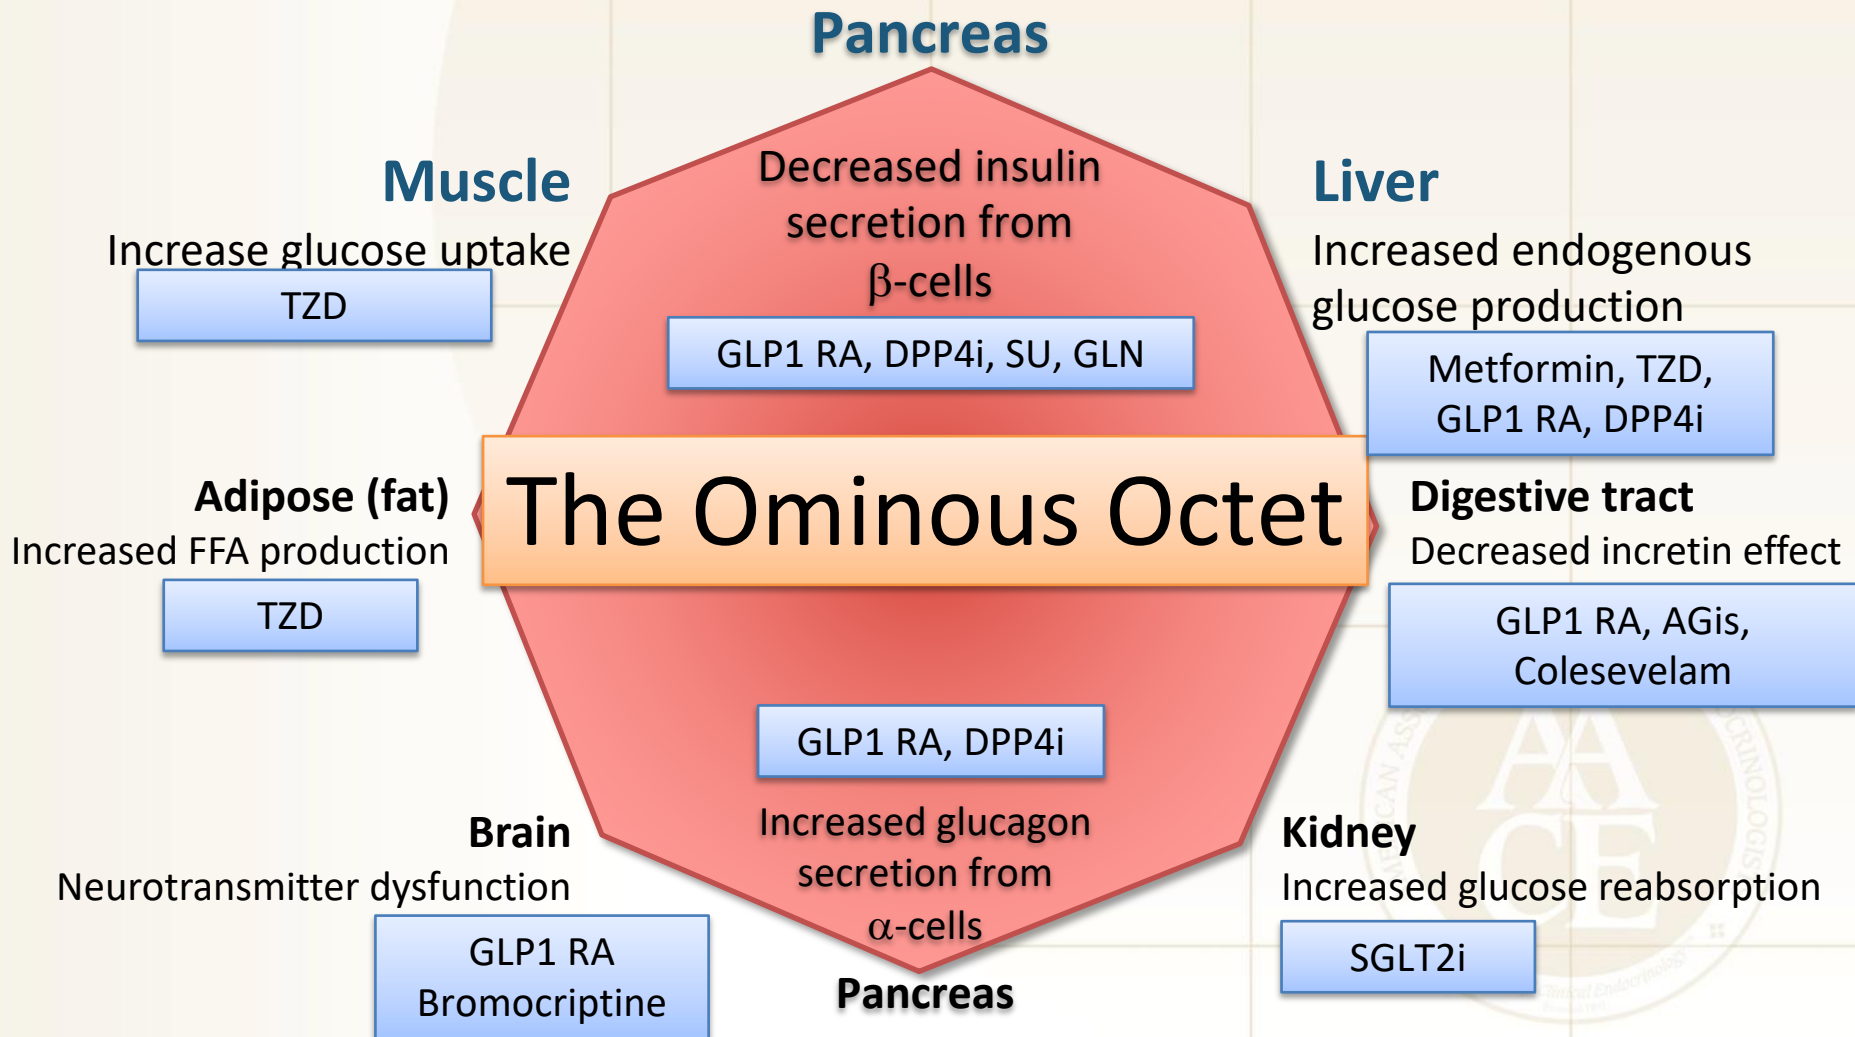 Pancreas
Muscle
Increase glucose uptake
TZD
Decreased insulin
secretion from
β-cells
GLP1 RA, DPP4i, SU, GLN
Liver
Increased endogenous
glucose production
Metformin, TZD,
GLP1 RA, DPP4i
The Ominous Octet
Adipose (fat)
Increased FFA production
TZD
Digestive tract
Decreased incretin effect
GLP1 RA, AGis,
Colesevelam
GLP1 RA, DPP4i
Increased glucagon
secretion from
α-cells
Pancreas
Brain
Neurotransmitter dysfunction
GLP1 RA
Bromocriptine
Kidney
Increased glucose reabsorption
SGLT2i
AA
CE